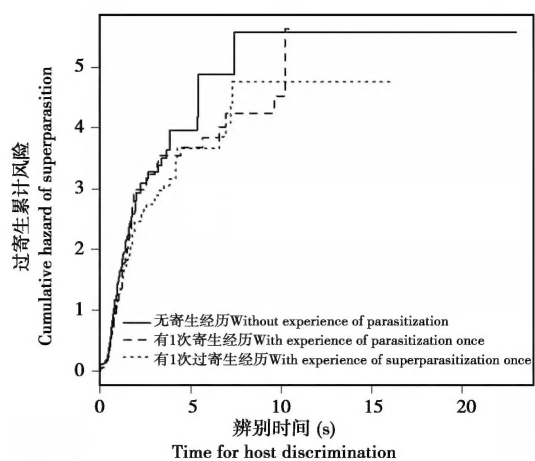 过寄生累计风险
Cumulative hazard of superparasition
5
4
3
2
1
0
无寄生经历Without experience of parasitization
有1次寄生经历With experience of parasitization once
有1次过寄生经历With experience of superparasitization once
0 5 10 15 20
辨别时间 (s)
Time for host discrimination